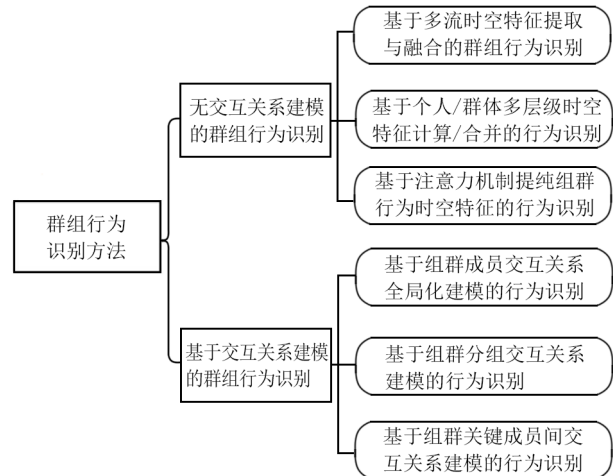 群组行为
识别方法
无交互关系建模
的群组行为识别
基于多流时空特征提取
与融合的群组行为识别
基于个人/群体多层级时空
特征计算/合并的行为识别
基于注意力机制提纯组群
行为时空特征的行为识别
基于交互关系建模
的群组行为识别
基于组群成员交互关系
全局化建模的行为识别
基于组群分组交互关系
建模的行为识别
基于组群关键成员间交
互关系建模的行为识别